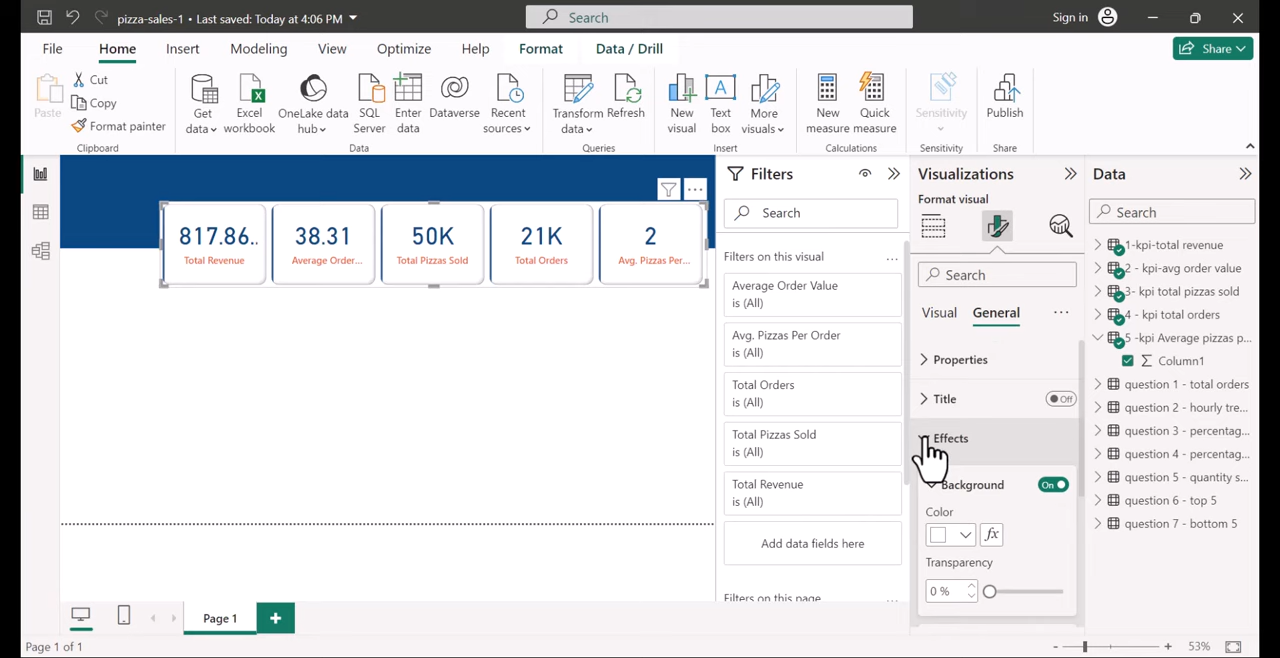 pizza-sales-1 • Last saved: Today at 4:06 PM
Search
Sign in
File
Home
Insert
Modeling
View
Optimize
Help
Format
Data / Drill
Share
Paste
Cut
Copy
Format painter
Clipboard
Get data
Excel workbook
OneLake data hub
SQL Server
Enter data
Dataverse
Recent sources
Data
Transform data
Refresh
Queries
New visual
Text box
More visuals
Insert
New measure
Quick measure
Calculations
Sensitivity
Sensitivity
Publish
Share
817.86..
Total Revenue
38.31
Average Order...
50K
Total Pizzas Sold
21K
Total Orders
2
Avg. Pizzas Per...
Filters
Search
Filters on this visual
Average Order Value
is (All)
Avg. Pizzas Per Order
is (All)
Total Orders
is (All)
Total Pizzas Sold
is (All)
Total Revenue
is (All)
Add data fields here
Filters on this page
Visualizations
Format visual
Search
Visual
General
Properties
Title
Off
Effects
Background
On
Color
fx
Transparency
0 %
Data
Search
1-kpi-total revenue
2 - kpi-avg order value
3- kpi total pizzas sold
4 - kpi total orders
5 -kpi Average pizzas p...
Column1
question 1 - total orders
question 2 - hourly tre...
question 3 - percentag...
question 4 - percentag...
question 5 - quantity s...
question 6 - top 5
question 7 - bottom 5
Page 1
Page 1 of 1
53%